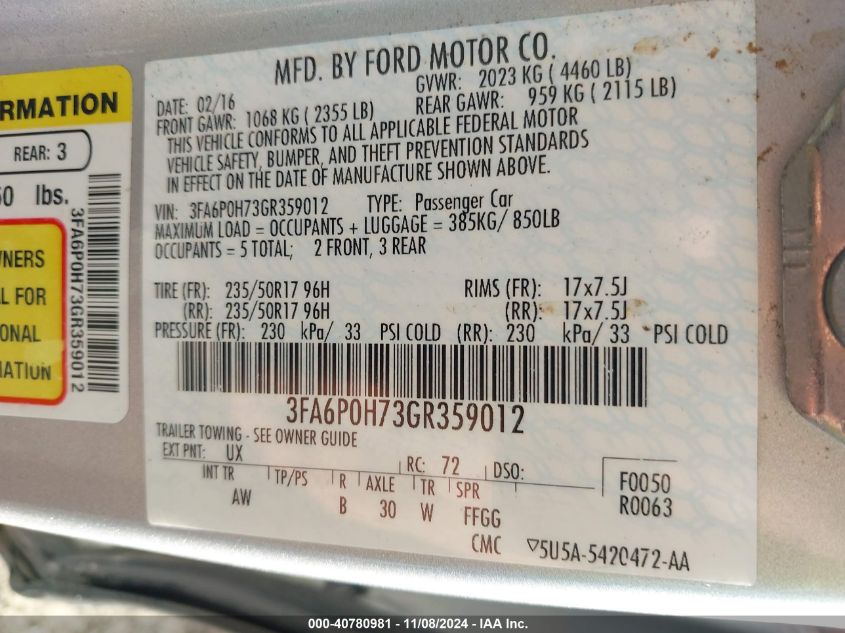 RMATION
REAR: 3
lbs.
3FA6P0H73GR359012
WNERS
AL FOR
IONAL
MATION
MFD. BY FORD MOTOR CO.
DATE: 02/16 GVWR: 2023 KG ( 4460 LB)
FRONT GAWR: 1068 KG ( 2355 LB) REAR GAWR: 959 KG ( 2115 LB)
THIS VEHICLE CONFORMS TO ALL APPLICABLE FEDERAL MOTOR
VEHICLE SAFETY, BUMPER, AND THEFT PREVENTION STANDARDS
IN EFFECT ON THE DATE OF MANUFACTURE SHOWN ABOVE.
VIN: 3FA6P0H73GR359012 TYPE: Passenger Car
MAXIMUM LOAD = OCCUPANTS + LUGGAGE = 385KG/ 850LB
OCCUPANTS = 5 TOTAL; 2 FRONT, 3 REAR
TIRE (FR): 235/50R17 96H RIMS (FR): 17x7.5J
(RR): 235/50R17 96H (RR): 17x7.5J
PRESSURE (FR): 230 kPa/ 33 PSI COLD (RR): 230 kPa/ 33 PSI COLD
3FA6P0H73GR359012
TRAILER TOWING - SEE OWNER GUIDE
EXT PNT: UX RC: 72 DSO:
INT TR TP/PS R AXLE TR SPR F0050
AW B 30 W FFGG R0063
CMC ▽5U5A-5420472-AA
000-40780981 - 11/08/2024 - IAA Inc.